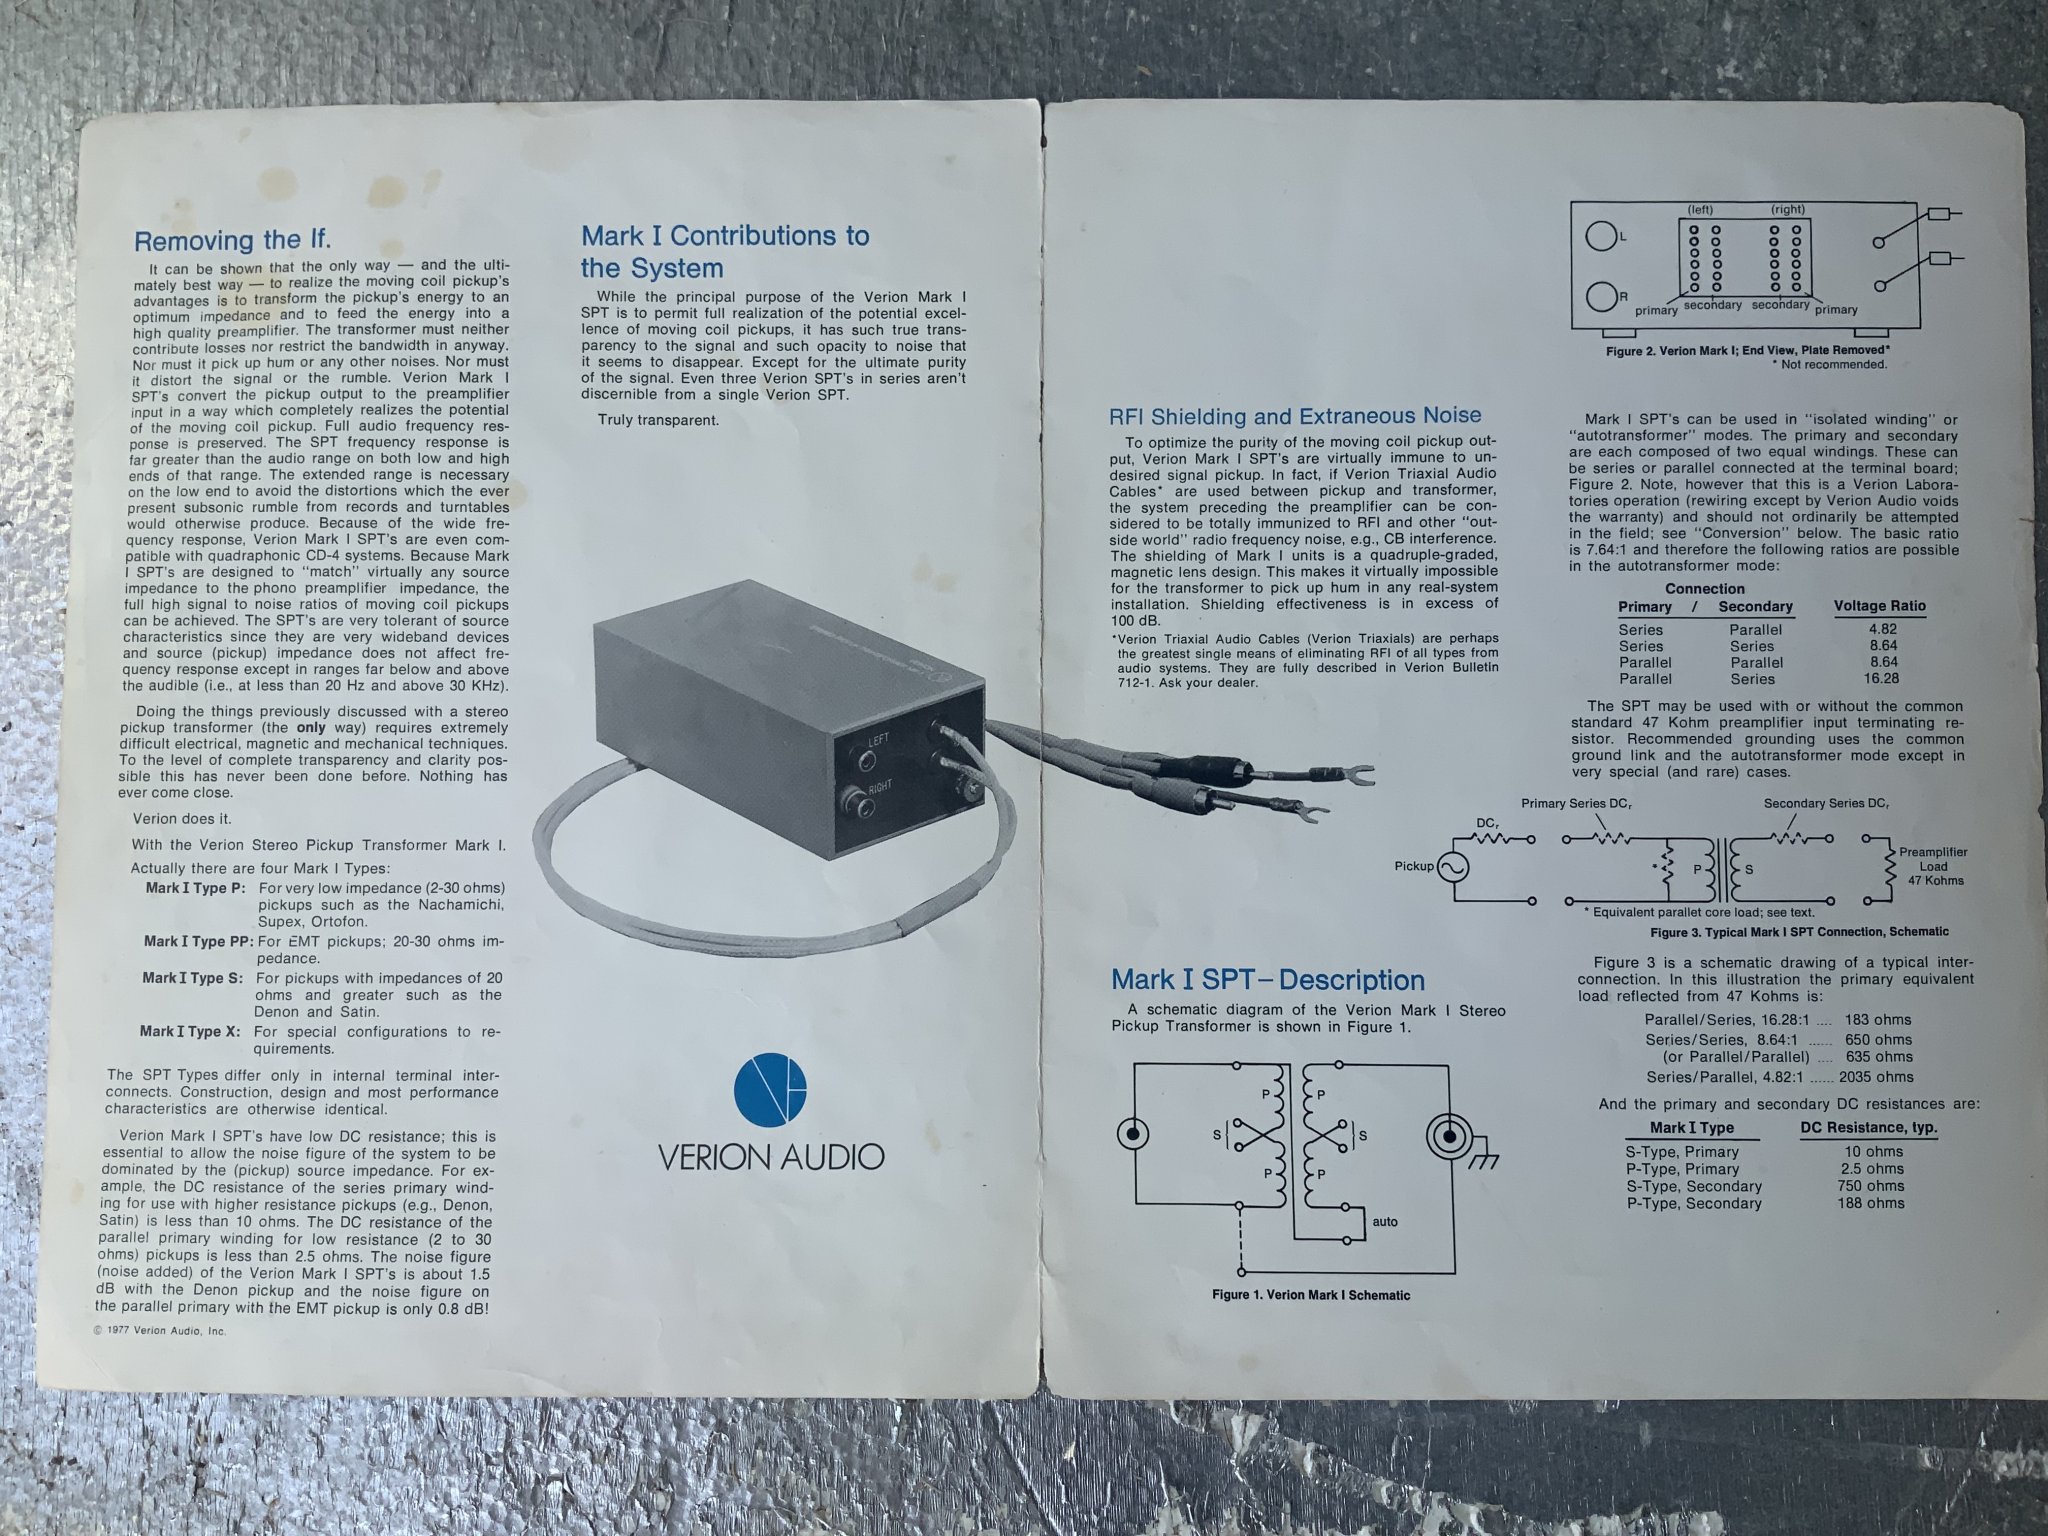 Removing the If.
It can be shown that the only way — and the ulti-
mately best way — to realize the moving coil pickup's
advantages is to transform the pickup's energy to an
optimum impedance and to feed the energy into a
high quality preamplifier. The transformer must neither
contribute losses nor restrict the bandwidth in anyway.
Nor must it pick up hum or any other noises. Nor must
it distort the signal or the rumble. Verion Mark I
SPT's convert the pickup output to the preamplifier
input in a way which completely realizes the potential
of the moving coil pickup. Full audio frequency res-
ponse is preserved. The SPT frequency response is
far greater than the audio range on both low and high
ends of that range. The extended range is necessary
on the low end to avoid the distortions which the ever
present subsonic rumble from records and turntables
would otherwise produce. Because of the wide fre-
quency response, Verion Mark I SPT's are even com-
patible with quadraphonic CD-4 systems. Because Mark
I SPT's are designed to "match" virtually any source
impedance to the phono preamplifier impedance, the
full high signal to noise ratios of moving coil pickups
can be achieved. The SPT's are very tolerant of source
characteristics since they are very wideband devices
and source (pickup) impedance does not affect fre-
quency response except in ranges far below and above
the audible (i.e., at less than 20 Hz and above 30 KHz).
Doing the things previously discussed with a stereo
pickup transformer (the only way) requires extremely
difficult electrical, magnetic and mechanical techniques.
To the level of complete transparency and clarity pos-
sible this has never been done before. Nothing has
ever come close.
Verion does it.
With the Verion Stereo Pickup Transformer Mark I.
Actually there are four Mark I Types:
Mark I Type P: For very low impedance (2-30 ohms)
pickups such as the Nachamichi,
Supex, Ortofon.
Mark I Type PP: For EMT pickups; 20-30 ohms im-
pedance.
Mark I Type S: For pickups with impedances of 20
ohms and greater such as the
Denon and Satin.
Mark I Type X: For special configurations to re-
quirements.
The SPT Types differ only in internal terminal inter-
connects. Construction, design and most performance
characteristics are otherwise identical.
Verion Mark I SPT's have low DC resistance; this is
essential to allow the noise figure of the system to be
dominated by the (pickup) source impedance. For ex-
ample, the DC resistance of the series primary wind-
ing for use with higher resistance pickups (e.g., Denon,
Satin) is less than 10 ohms. The DC resistance of the
parallel primary winding for low resistance (2 to 30
ohms) pickups is less than 2.5 ohms. The noise figure
(noise added) of the Verion Mark I SPT's is about 1.5
dB with the Denon pickup and the noise figure on
the parallel primary with the EMT pickup is only 0.8 dB!
© 1977 Verion Audio, Inc.
Mark I Contributions to
the System
While the principal purpose of the Verion Mark I
SPT is to permit full realization of the potential excel-
lence of moving coil pickups, it has such true trans-
parency to the signal and such opacity to noise that
it seems to disappear. Except for the ultimate purity
of the signal. Even three Verion SPT's in series aren't
discernible from a single Verion SPT.
Truly transparent.
LEFT
RIGHT
VERION AUDIO
RFI Shielding and Extraneous Noise
To optimize the purity of the moving coil pickup out-
put, Verion Mark I SPT's are virtually immune to un-
desired signal pickup. In fact, if Verion Triaxial Audio
Cables* are used between pickup and transformer,
the system preceding the preamplifier can be con-
sidered to be totally immunized to RFI and other "out-
side world" radio frequency noise, e.g., CB interference.
The shielding of Mark I units is a quadruple-graded,
magnetic lens design. This makes it virtually impossible
for the transformer to pick up hum in any real-system
installation. Shielding effectiveness is in excess of
100 dB.
*Verion Triaxial Audio Cables (Verion Triaxials) are perhaps
the greatest single means of eliminating RFI of all types from
audio systems. They are fully described in Verion Bulletin
712-1. Ask your dealer.
Mark I SPT – Description
A schematic diagram of the Verion Mark I Stereo
Pickup Transformer is shown in Figure 1.
P P
S S
P P
auto
Figure 1. Verion Mark I Schematic
(left) (right)
L
R
primary secondary secondary primary
Figure 2. Verion Mark I; End View, Plate Removed*
* Not recommended.
Mark I SPT's can be used in "isolated winding" or
"autotransformer" modes. The primary and secondary
are each composed of two equal windings. These can
be series or parallel connected at the terminal board;
Figure 2. Note, however that this is a Verion Labora-
tories operation (rewiring except by Verion Audio voids
the warranty) and should not ordinarily be attempted
in the field; see "Conversion" below. The basic ratio
is 7.64:1 and therefore the following ratios are possible
in the autotransformer mode:
Connection
Primary / Secondary Voltage Ratio
Series Parallel 4.82
Series Series 8.64
Parallel Parallel 8.64
Parallel Series 16.28
The SPT may be used with or without the common
standard 47 Kohm preamplifier input terminating re-
sistor. Recommended grounding uses the common
ground link and the autotransformer mode except in
very special (and rare) cases.
Primary Series DCr Secondary Series DCr
DCr
Pickup * P S Preamplifier
Load
47 Kohms
* Equivalent parallet core load; see text.
Figure 3. Typical Mark I SPT Connection, Schematic
Figure 3 is a schematic drawing of a typical inter-
connection. In this illustration the primary equivalent
load reflected from 47 Kohms is:
Parallel/Series, 16.28:1 .... 183 ohms
Series/Series, 8.64:1 ...... 650 ohms
(or Parallel/Parallel) .... 635 ohms
Series/Parallel, 4.82:1 ...... 2035 ohms
And the primary and secondary DC resistances are:
Mark I Type DC Resistance, typ.
S-Type, Primary 10 ohms
P-Type, Primary 2.5 ohms
S-Type, Secondary 750 ohms
P-Type, Secondary 188 ohms